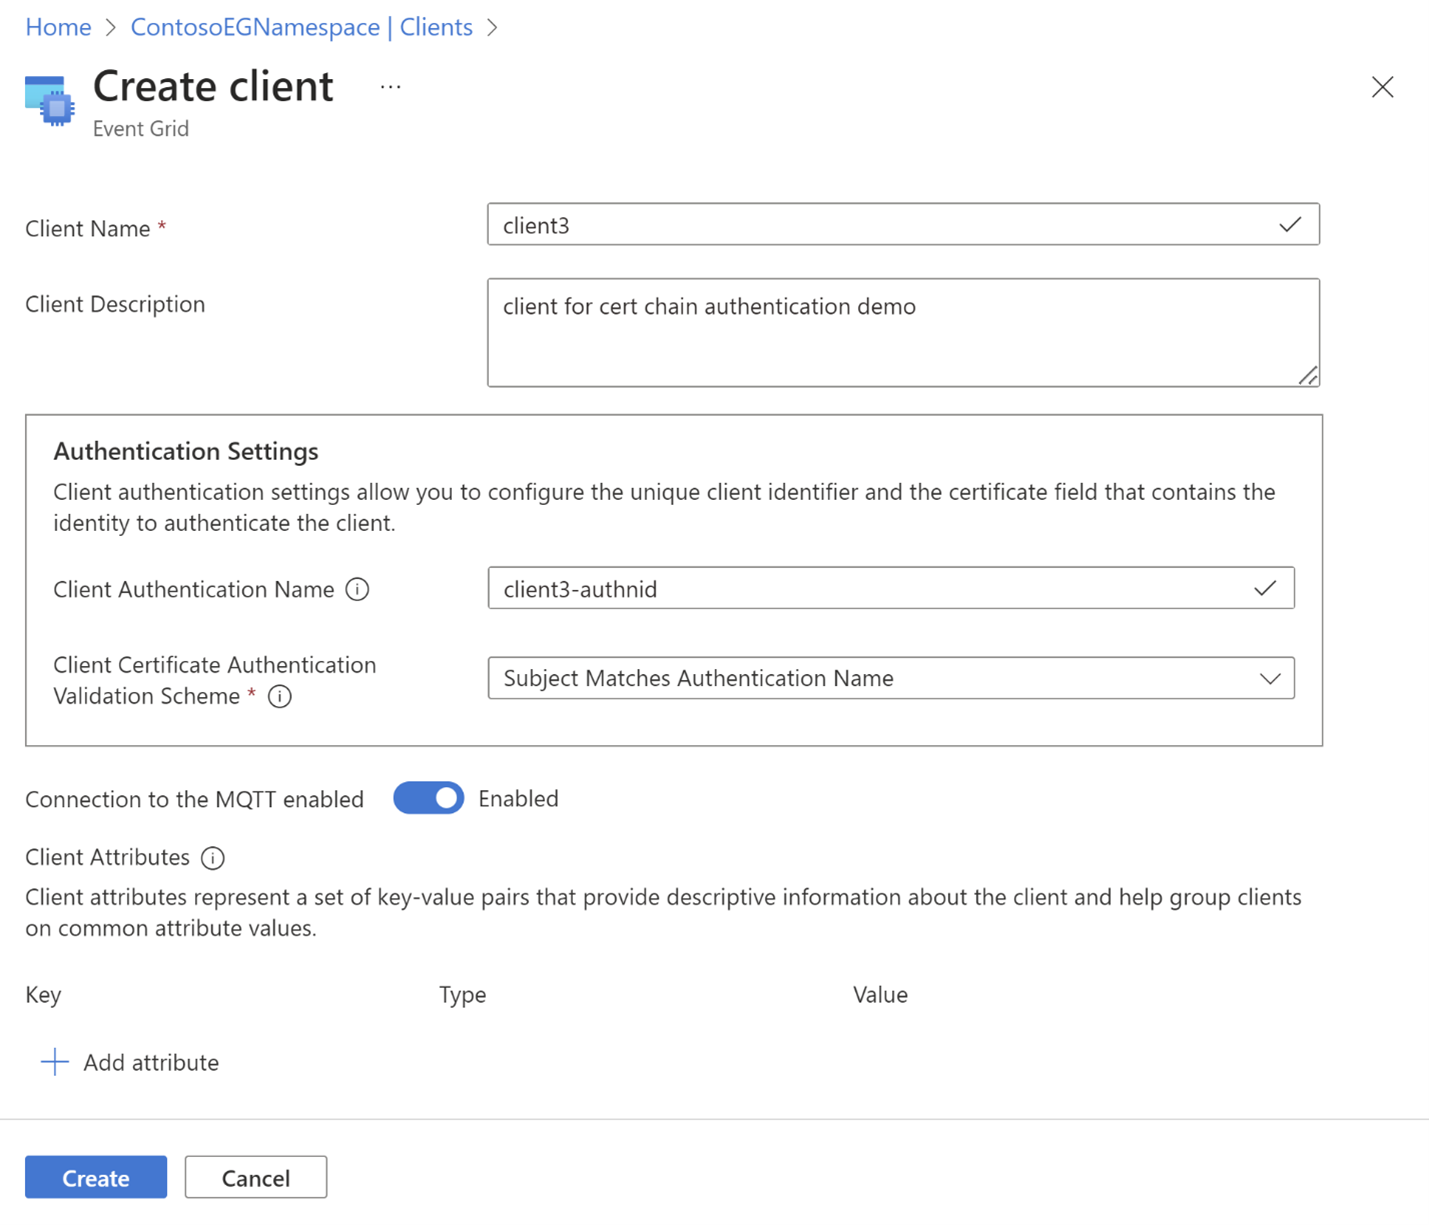 Home > ContosoEGNamespace | Clients >
Create client ...
Event Grid
Client Name *
client3
Client Description
client for cert chain authentication demo
Authentication Settings
Client authentication settings allow you to configure the unique client identifier and the certificate field that contains the
identity to authenticate the client.
Client Authentication Name
client3-authnid
Client Certificate Authentication
Validation Scheme *
Subject Matches Authentication Name
Connection to the MQTT enabled
Enabled
Client Attributes
Client attributes represent a set of key-value pairs that provide descriptive information about the client and help group clients
on common attribute values.
Key Type Value
Add attribute
Create Cancel